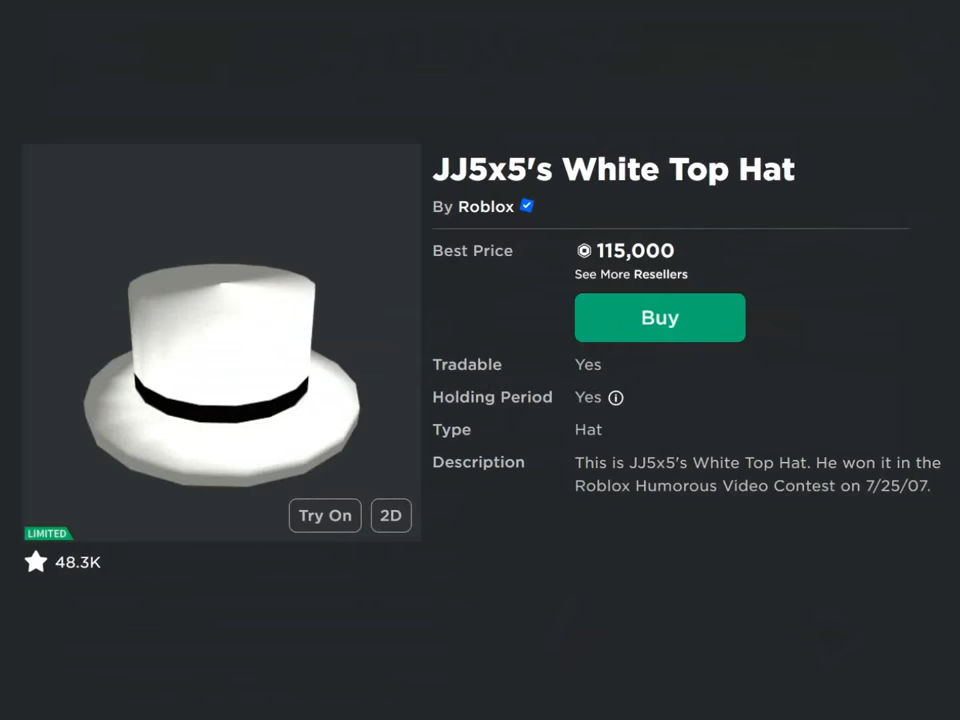 JJ5x5's White Top Hat
By Roblox
Best Price
115,000
See More Resellers
Buy
Tradable
Yes
Holding Period
Yes
Type
Hat
Description
This is JJ5x5's White Top Hat. He won it in the
Roblox Humorous Video Contest on 7/25/07.
Try On
2D
LIMITED
48.3K